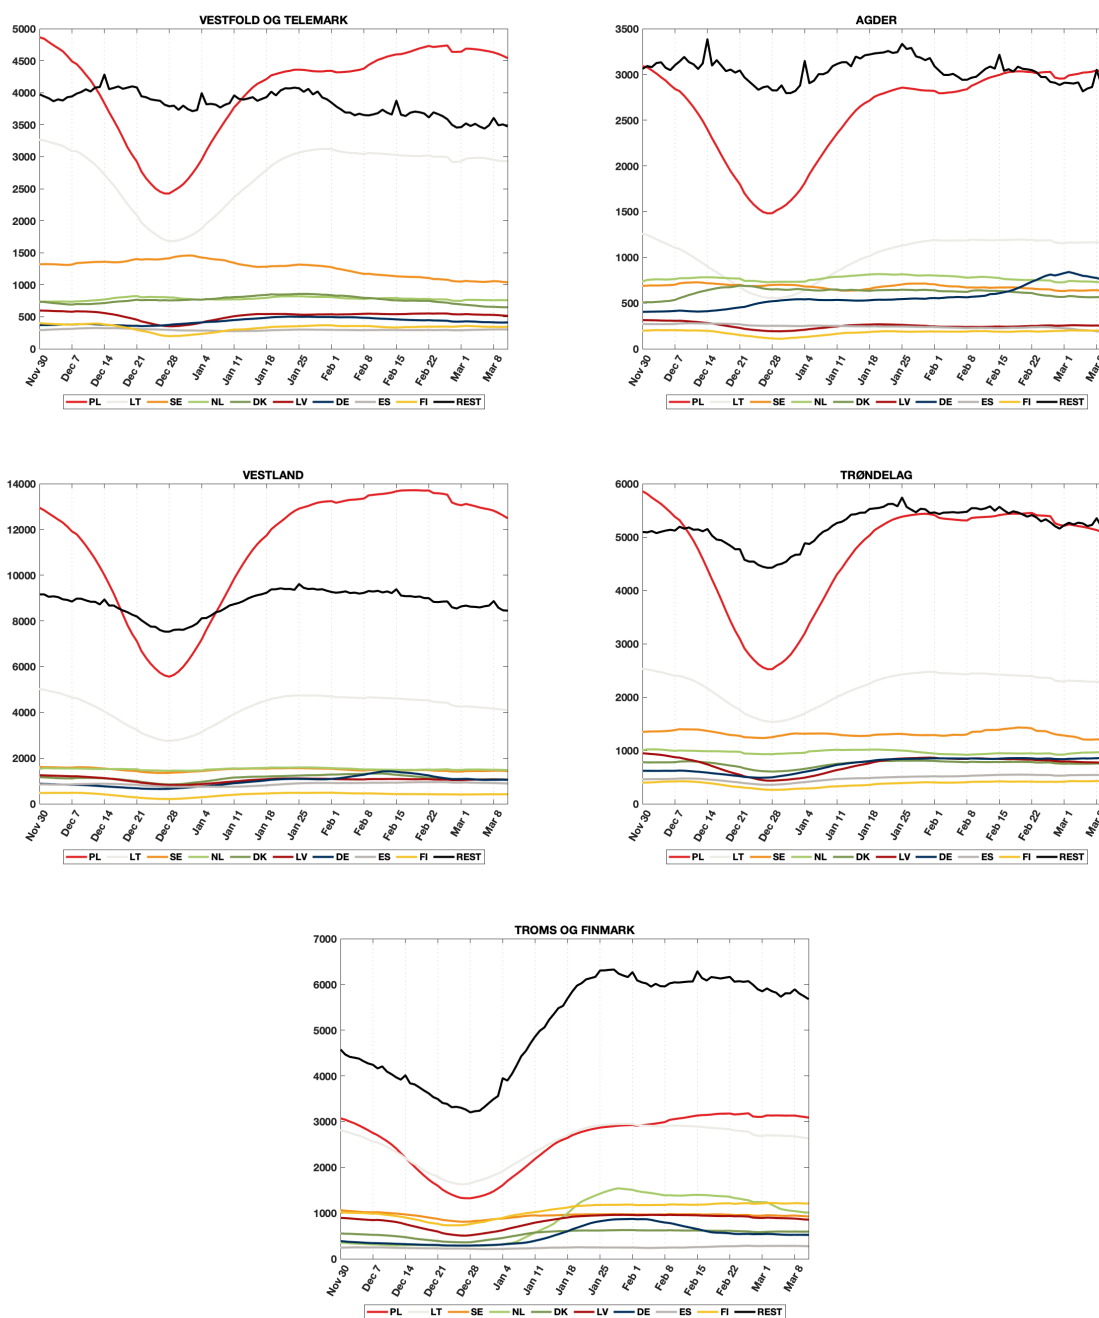 VESTFOLD OG TELEMARK
5000
4500
4000
3500
3000
2500
2000
1500
1000
500
0
Nov 30 Dec 7 Dec 14 Dec 21 Dec 28 Jan 4 Jan 11 Jan 18 Jan 25 Feb 1 Feb 8 Feb 15 Feb 22 Mar 1 Mar 8
PL LT SE NL DK LV DE ES FI REST
AGDER
3500
3000
2500
2000
1500
1000
500
0
Nov 30 Dec 7 Dec 14 Dec 21 Dec 28 Jan 4 Jan 11 Jan 18 Jan 25 Feb 1 Feb 8 Feb 15 Feb 22 Mar 1 Mar 8
PL LT SE NL DK LV DE ES FI REST
VESTLAND
14000
12000
10000
8000
6000
4000
2000
0
Nov 30 Dec 7 Dec 14 Dec 21 Dec 28 Jan 4 Jan 11 Jan 18 Jan 25 Feb 1 Feb 8 Feb 15 Feb 22 Mar 1 Mar 8
PL LT SE NL DK LV DE ES FI REST
TRØNDELAG
6000
5000
4000
3000
2000
1000
0
Nov 30 Dec 7 Dec 14 Dec 21 Dec 28 Jan 4 Jan 11 Jan 18 Jan 25 Feb 1 Feb 8 Feb 15 Feb 22 Mar 1 Mar 8
PL LT SE NL DK LV DE ES FI REST
TROMS OG FINMARK
7000
6000
5000
4000
3000
2000
1000
0
Nov 30 Dec 7 Dec 14 Dec 21 Dec 28 Jan 4 Jan 11 Jan 18 Jan 25 Feb 1 Feb 8 Feb 15 Feb 22 Mar 1 Mar 8
PL LT SE NL DK LV DE ES FI REST